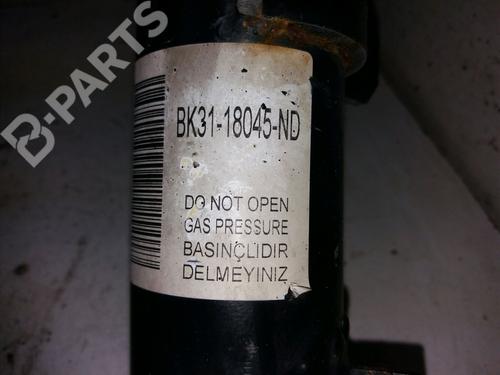 B-PARTS
BK31-18045-ND
DO NOT OPEN
GAS PRESSURE
BASINÇLIDIR
DELMEYINIZ